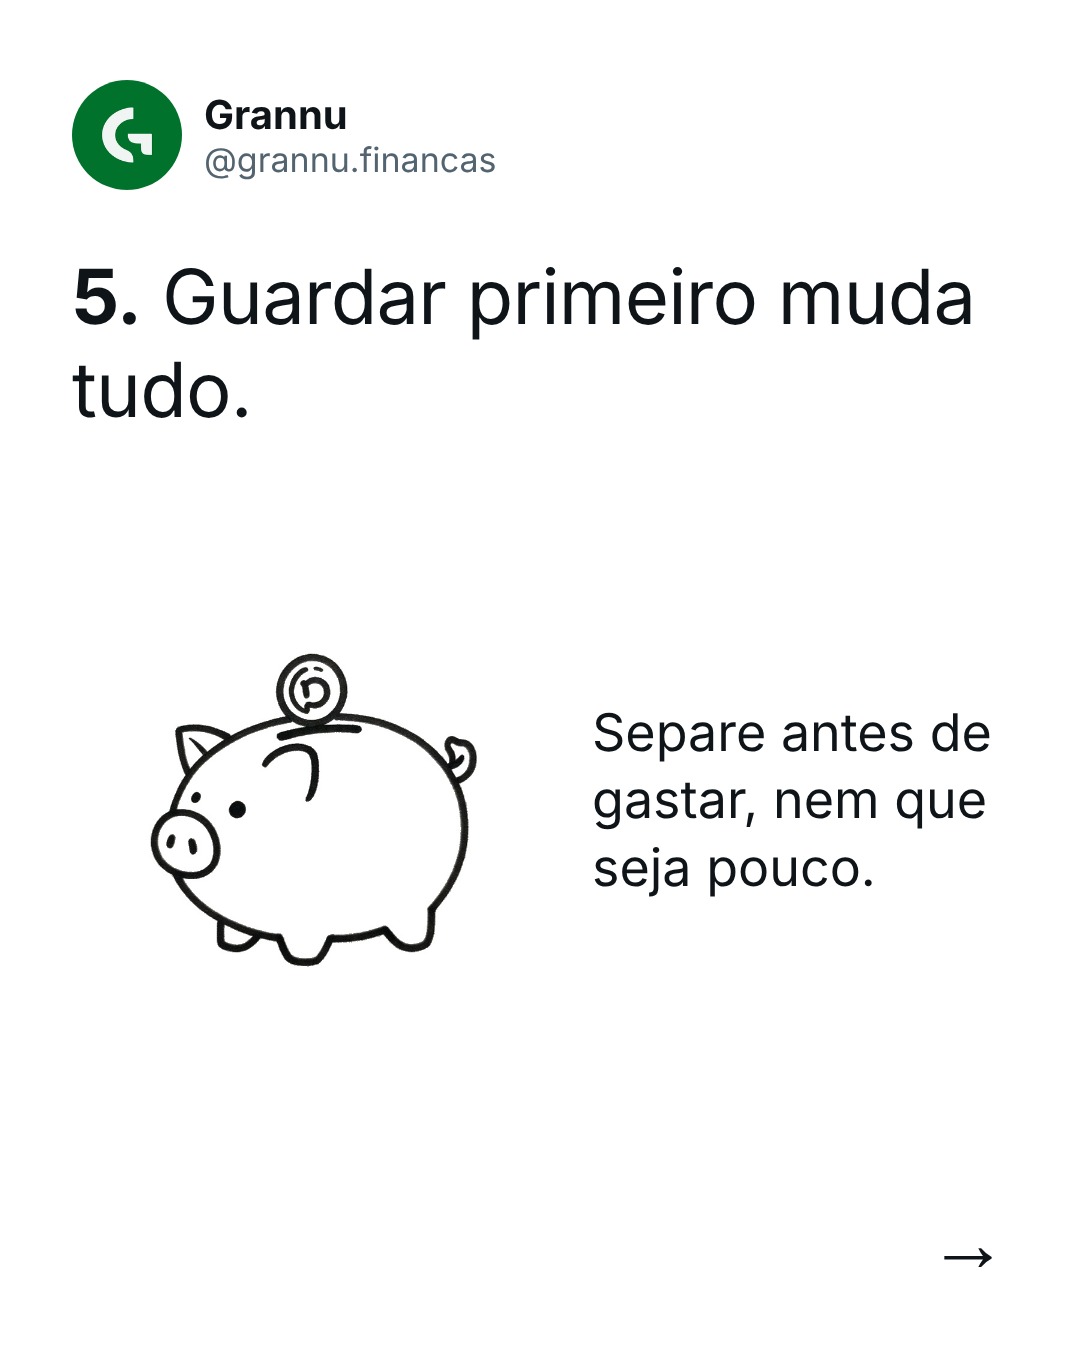 Grannu
@grannu.financas
5. Guardar primeiro muda
tudo.
Separe antes de
gastar, nem que
seja pouco.
→